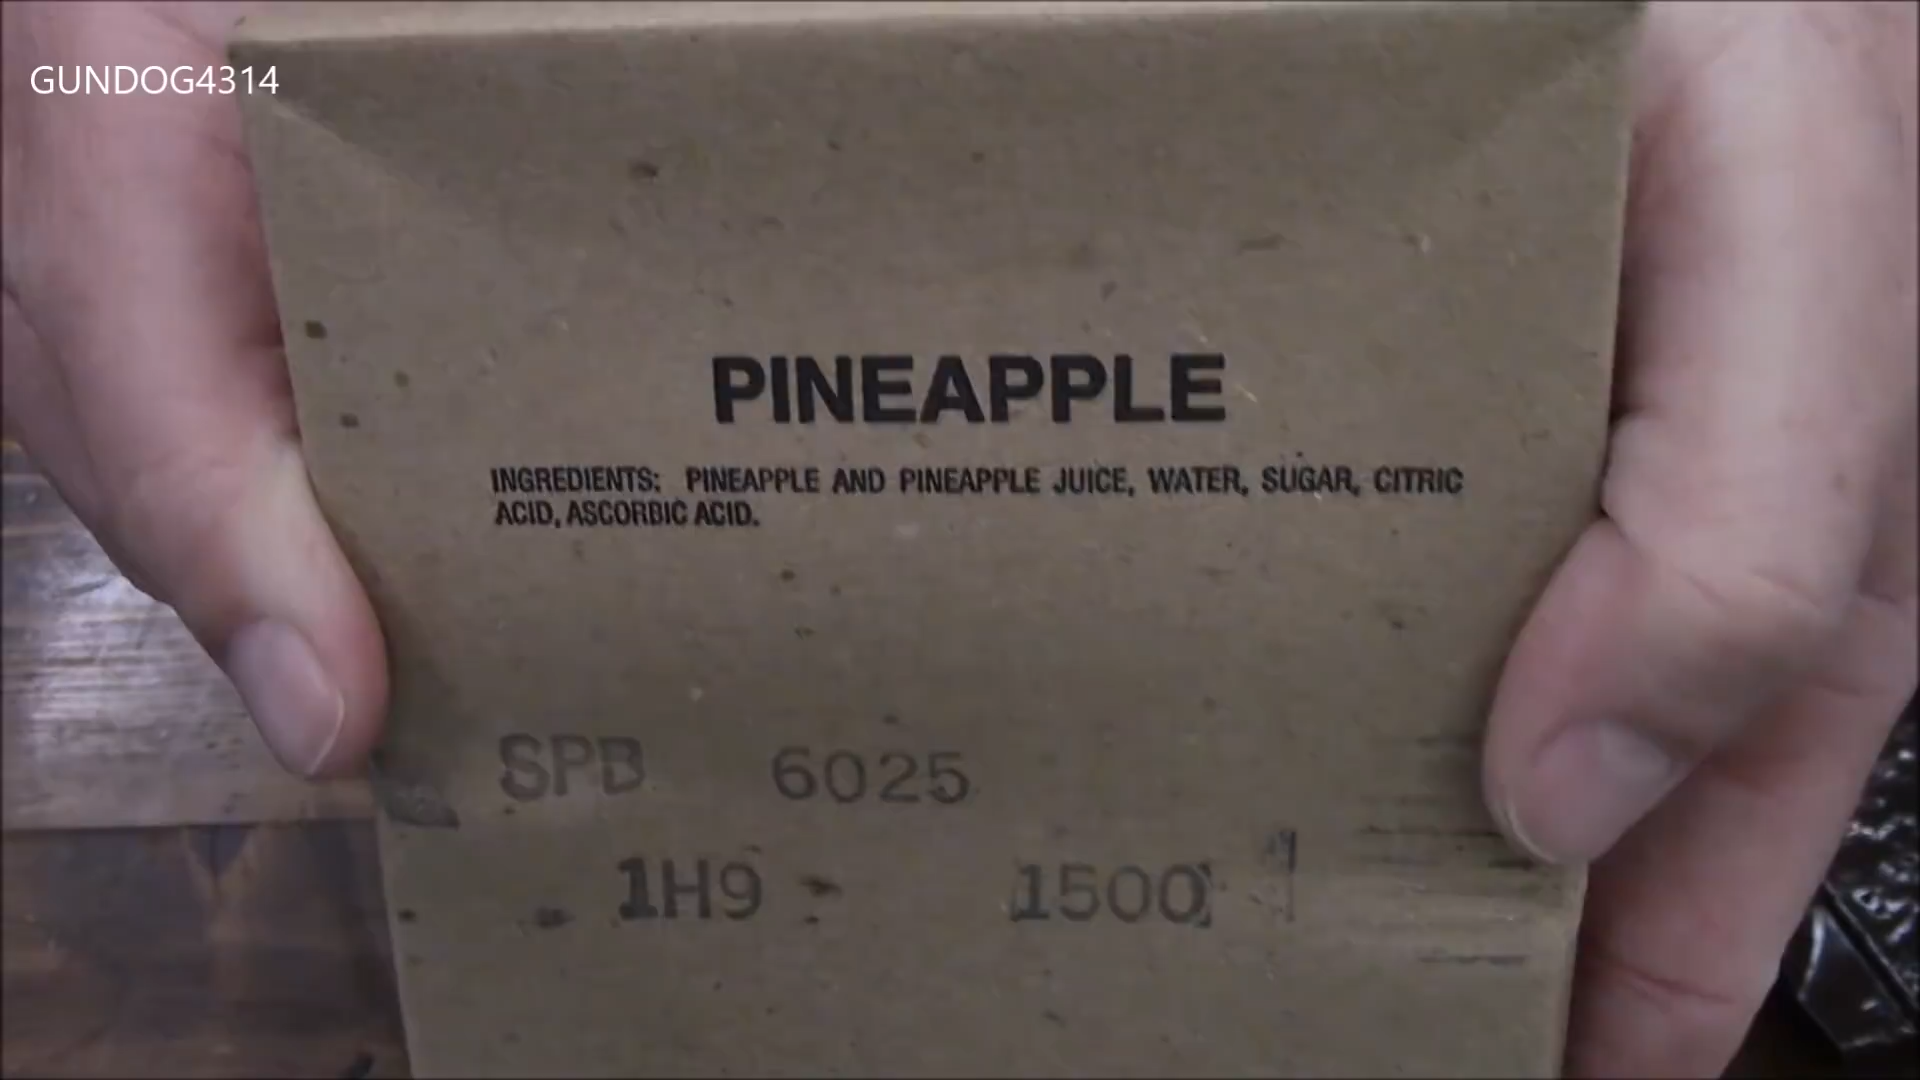 GUNDOG4314
PINEAPPLE
INGREDIENTS: PINEAPPLE AND PINEAPPLE JUICE, WATER, SUGAR, CITRIC
ACID, ASCORBIC ACID.
SPB 6025
1H9 1500